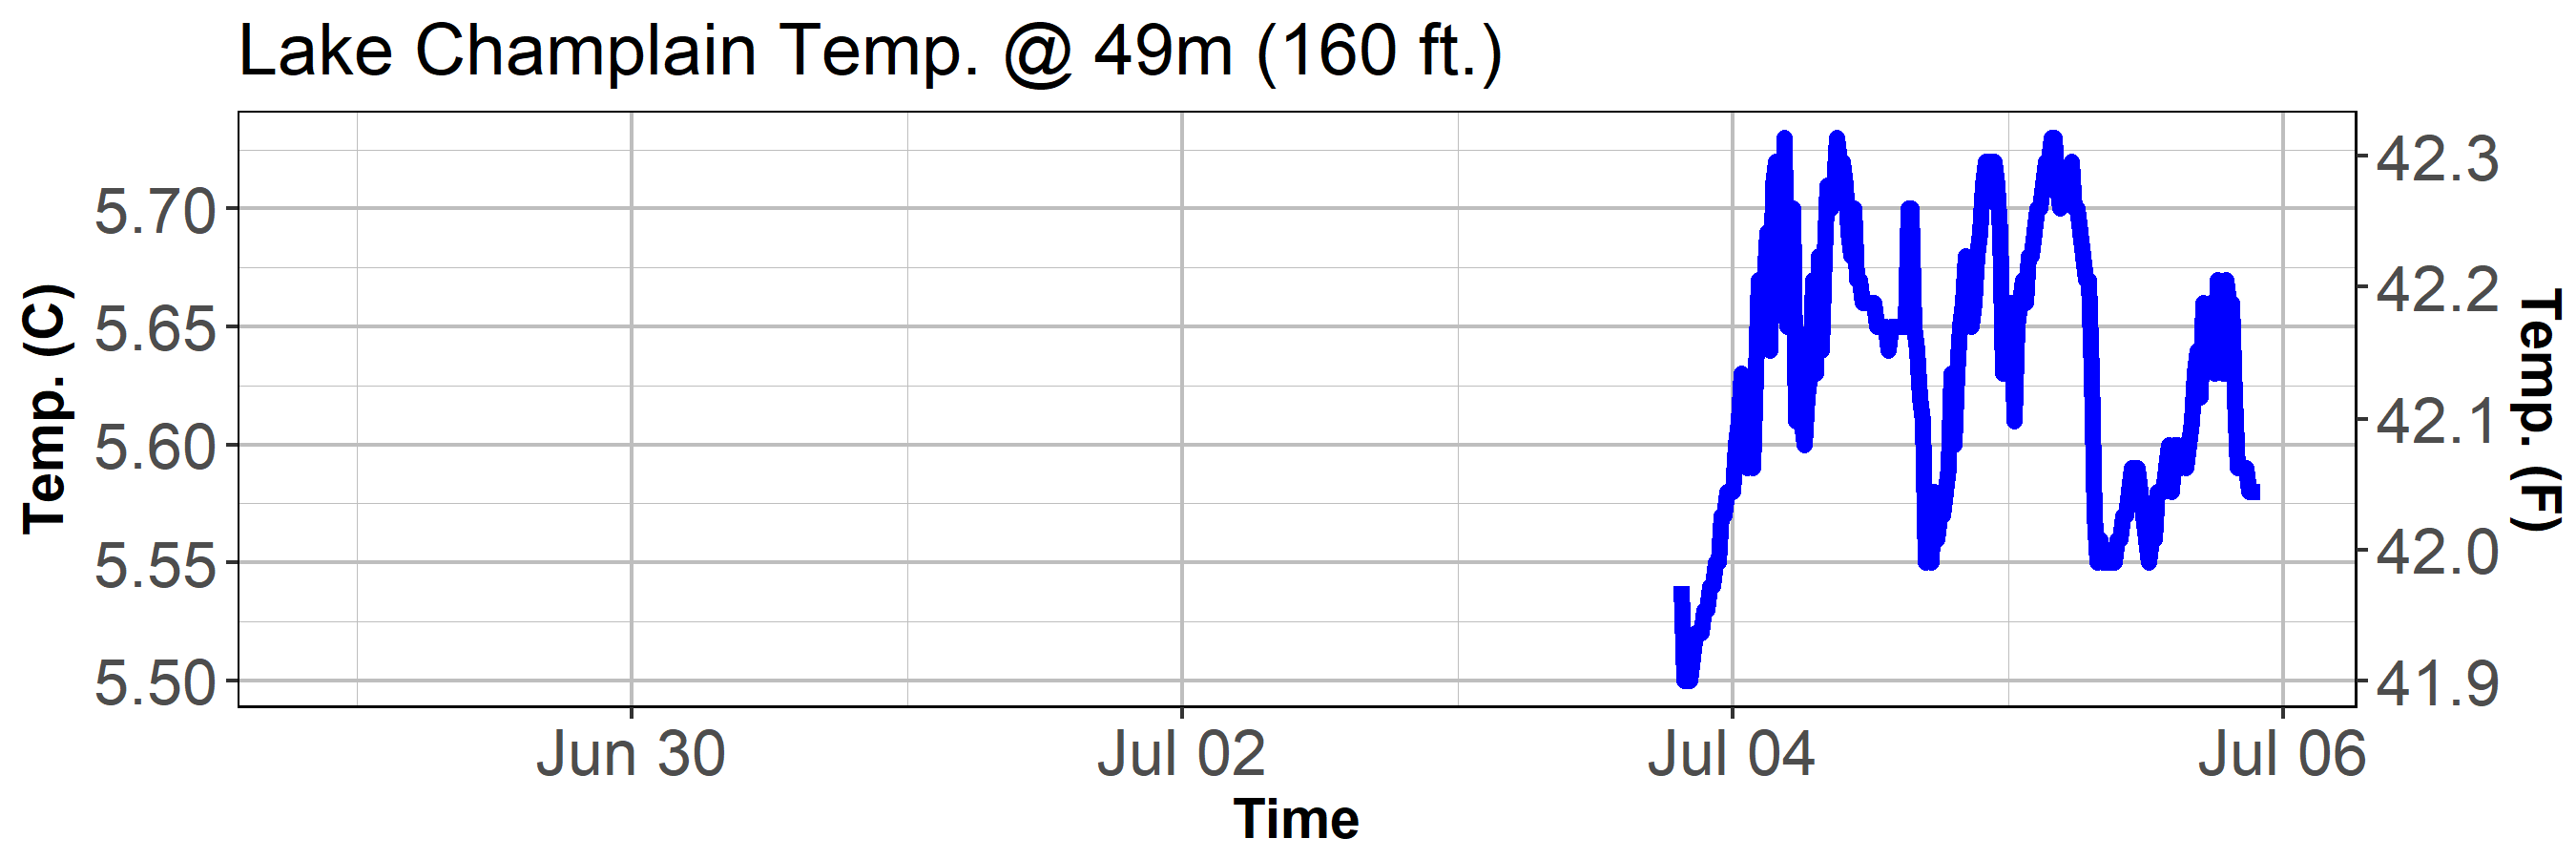 Lake Champlain Temp. @ 49m (160 ft.)
Temp. (C)
5.70
5.65
5.60
5.55
5.50
42.3
42.2
42.1
42.0
41.9
Temp. (F)
Jun 30 Jul 02 Jul 04 Jul 06
Time